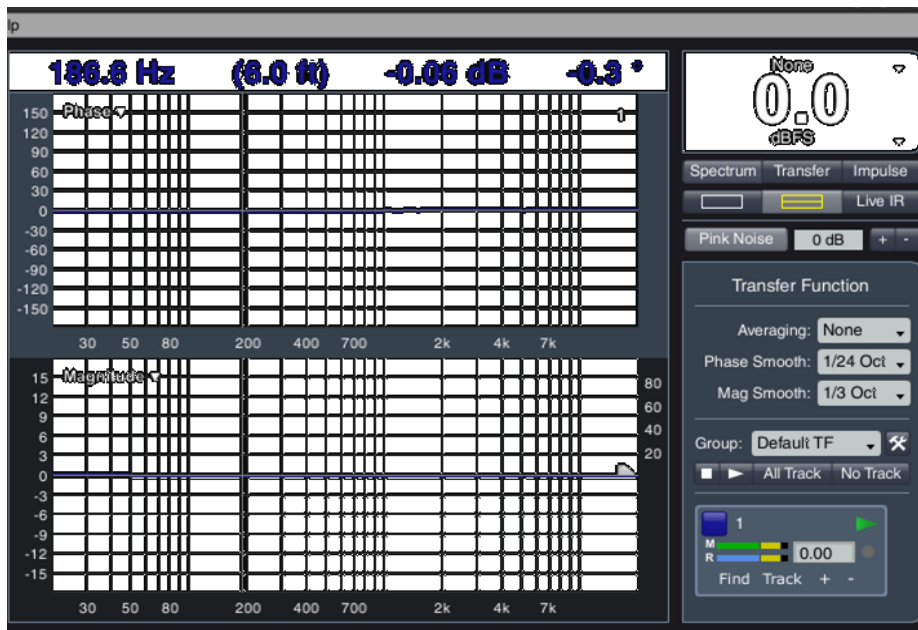 lp
186.6 Hz (6.0 ft) -0.06 dB -0.3 °
Phase
150
120
90
60
30
0
-30
-60
-90
-120
-150
30 50 80 200 400 700 2k 4k 7k
Magnitude
15
12
9
6
3
0
-3
-6
-9
-12
-15
80
60
40
20
30 50 80 200 400 700 2k 4k 7k
None
0.0
dBFS
Spectrum Transfer Impulse
Live IR
Pink Noise 0 dB + -
Transfer Function
Averaging: None
Phase Smooth: 1/24 Oct
Mag Smooth: 1/3 Oct
Group: Default TF
All Track No Track
1
M
R
0.00
Find Track + -